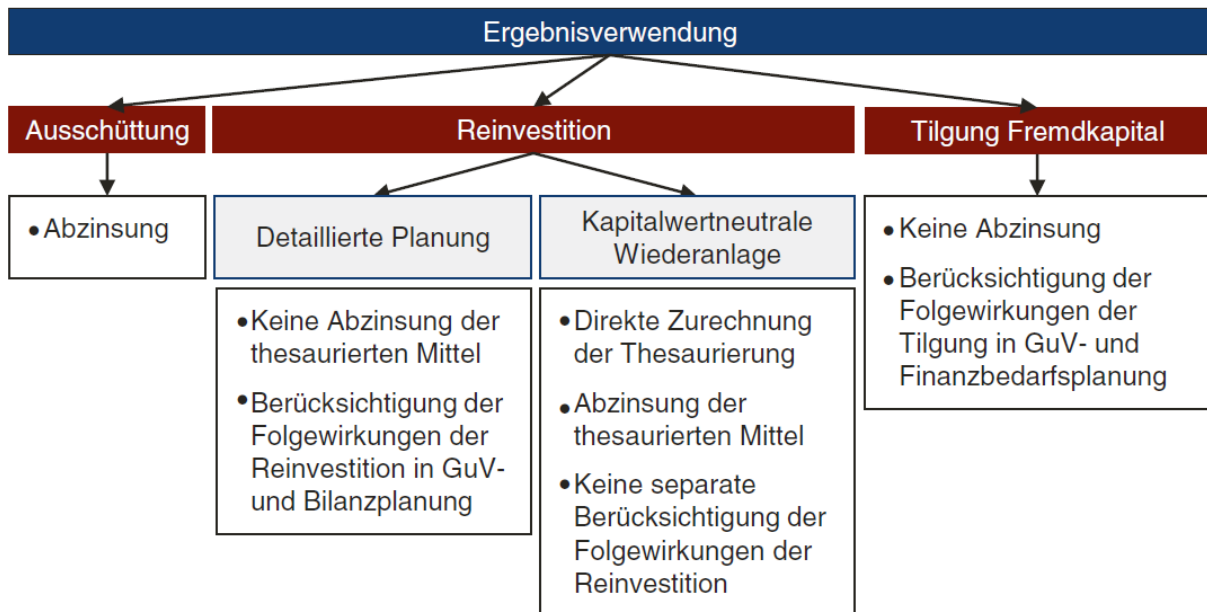 Ergebnisverwendung
Ausschüttung
Reinvestition
Tilgung Fremdkapital
• Abzinsung
Detaillierte Planung
Kapitalwertneutrale
Wiederanlage
• Keine Abzinsung der
thesaurierten Mittel
• Berücksichtigung der
Folgewirkungen der
Reinvestition in GuV-
und Bilanzplanung
• Direkte Zurechnung
der Thesaurierung
• Abzinsung der
thesaurierten Mittel
• Keine separate
Berücksichtigung der
Folgewirkungen der
Reinvestition
• Keine Abzinsung
• Berücksichtigung der
Folgewirkungen der
Tilgung in GuV- und
Finanzbedarfsplanung